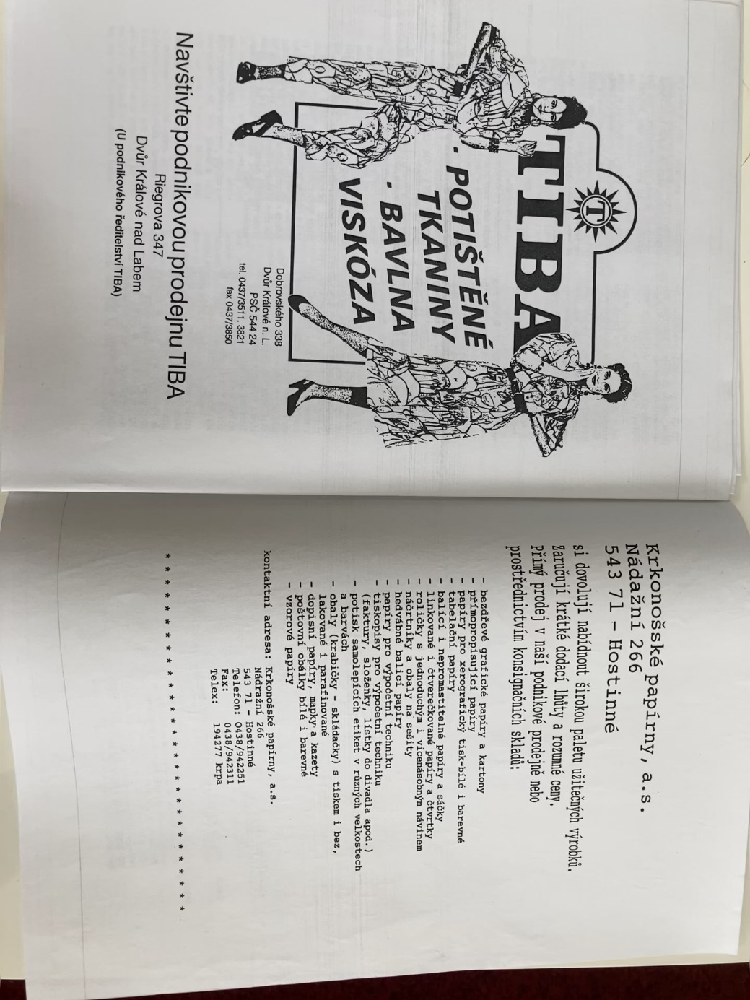 TIBA
T
. POTIŠTĚNÉ
TKANINY
. BAVLNA
VISKÓZA
Dobrovského 338
Dvůr Králové n. L.
PSČ 544 24
tel. 0437/3511, 3821
fax 0437/3850
Navštivte podnikovou prodejnu TIBA
Riegrova 347
Dvůr Králové nad Labem
(U podnikového ředitelství TIBA)
Krkonošské papírny, a.s.
Nádažní 266
543 71 - Hostinné
si dovolují nabídnout širokou paletu užitečných výrobků.
Zaručují krátké dodací lhůty a rozumné ceny.
Přímý prodej v naší podnikové prodejně nebo
prostřednictvím konsignačních skladů:
- bezdřevé grafické papíry a kartony
- přímopropisující papíry
- papíry pro xerografický tisk-bílé i barevné
- tabelační papíry
- balicí i nepromastitelné papíry a sáčky
- linkované i čtverečkované papíry a čtvrtky
- roličky s jednoduchým i vícenásobným návinem
- náčrtníky a obaly na sešity
- hedvábné balicí papíry
- papíry pro výpočetní techniku
- tiskopisy pro výpočetní techniku
(faktury, složenky, lístky do divadla apod.)
- potisk samolepících etiket v různých velkostech
a barvách
- obaly (krabičky - skládačky) s tiskem i bez,
lakované i parafinované
- dopisní papíry, mapky a kazety
- poštovní obálky bílé i barevné
- vzorové papíry
kontaktní adresa: Krkonošské papírny, a.s.
Nádražní 266
543 71 - Hostinné
Telefon: 0438/942251
Fax: 0438/942311
Telex: 194277 krpa
* * * * * * * * * * * * * * * * * * * * * * * * * * * * * *